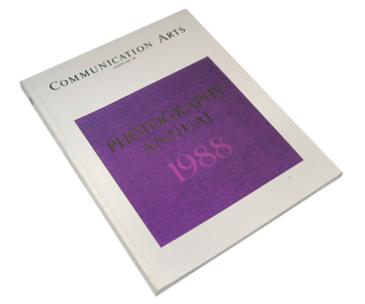 COMMUNICATION ARTS
PHOTOGRAPHY
ANNUAL
1988